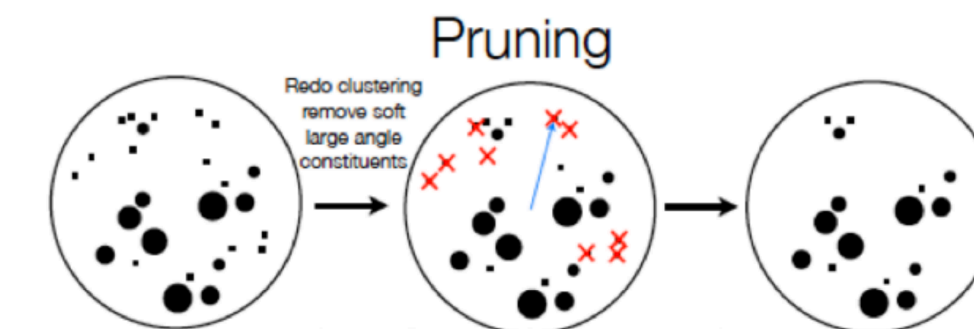 Pruning
Redo clustering
remove soft
large angle
constituents